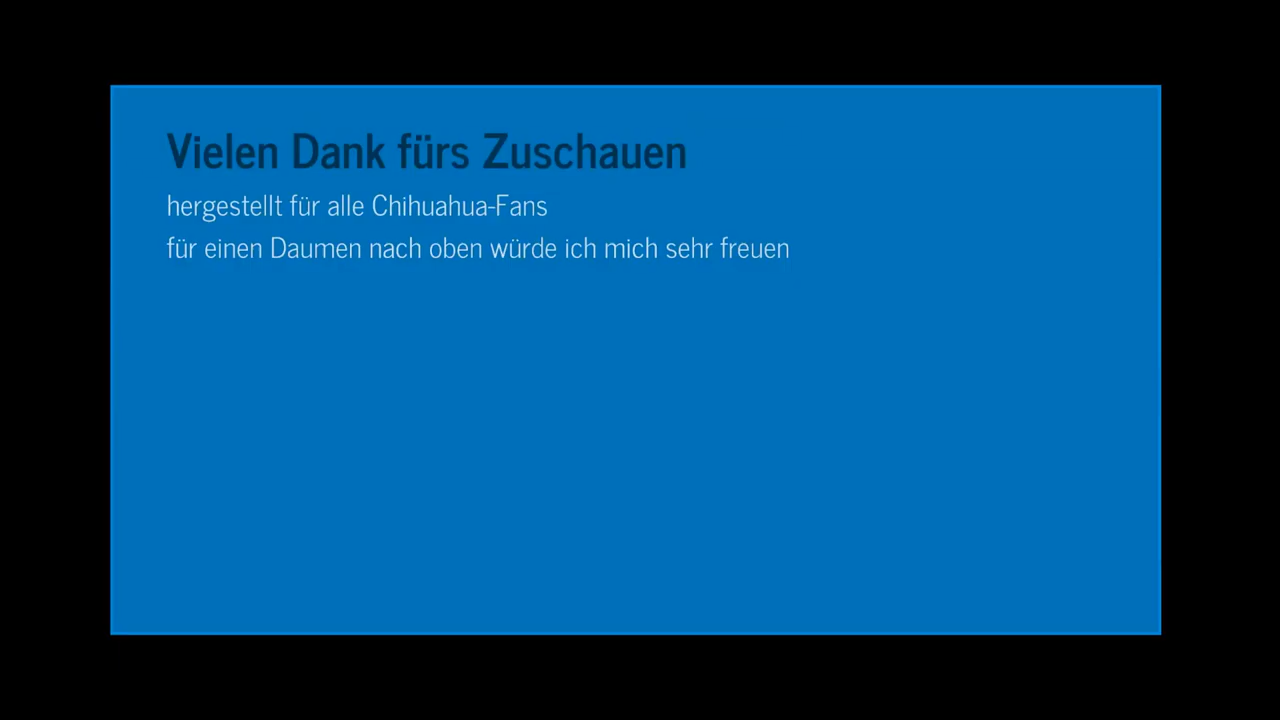 Vielen Dank fürs Zuschauen
hergestellt für alle Chihuahua-Fans
für einen Daumen nach oben würde ich mich sehr freuen